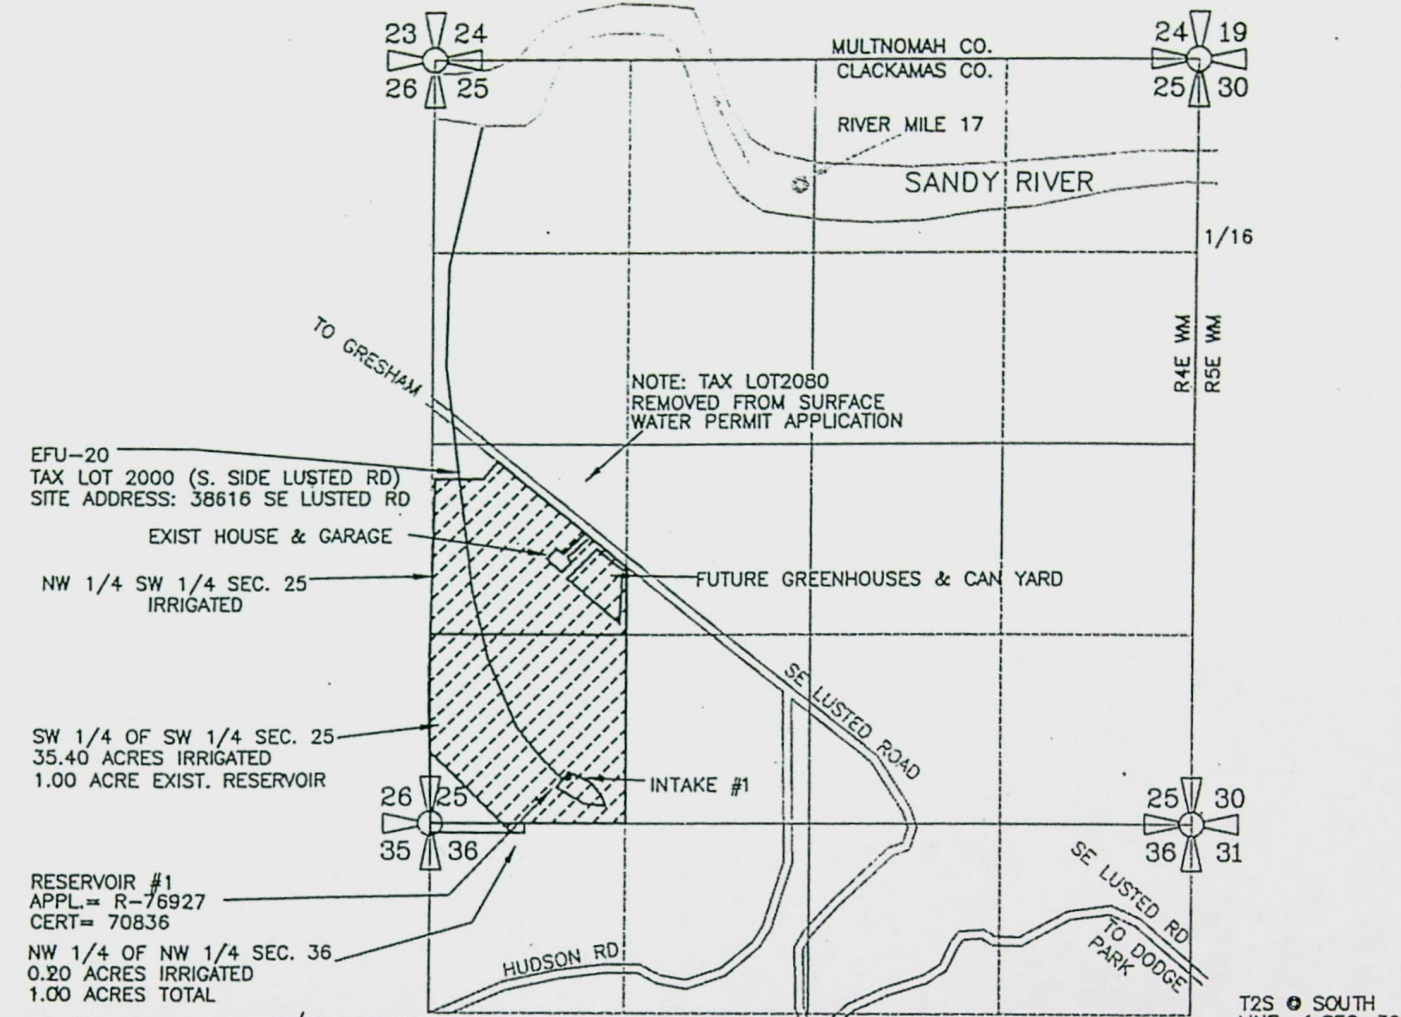 23 24
26 25
24 19
25 30
MULTNOMAH CO.
CLACKAMAS CO.
RIVER MILE 17
SANDY RIVER
1/16
R4E WM
R5E WM
TO GRESHAM
NOTE: TAX LOT2080
REMOVED FROM SURFACE
WATER PERMIT APPLICATION
EFU-20
TAX LOT 2000 (S. SIDE LUSTED RD)
SITE ADDRESS: 38616 SE LUSTED RD
EXIST HOUSE & GARAGE
NW 1/4 SW 1/4 SEC. 25
IRRIGATED
FUTURE GREENHOUSES & CAN YARD
SE LUSTED ROAD
SW 1/4 OF SW 1/4 SEC. 25
35.40 ACRES IRRIGATED
1.00 ACRE EXIST. RESERVOIR
INTAKE #1
26 25
35 36
25 30
36 31
RESERVOIR #1
APPL.= R-76927
CERT= 70836
NW 1/4 OF NW 1/4 SEC. 36
0.20 ACRES IRRIGATED
1.00 ACRES TOTAL
HUDSON RD
SE LUSTED RD
TO DODGE
PARK
T2S @ SOUTH